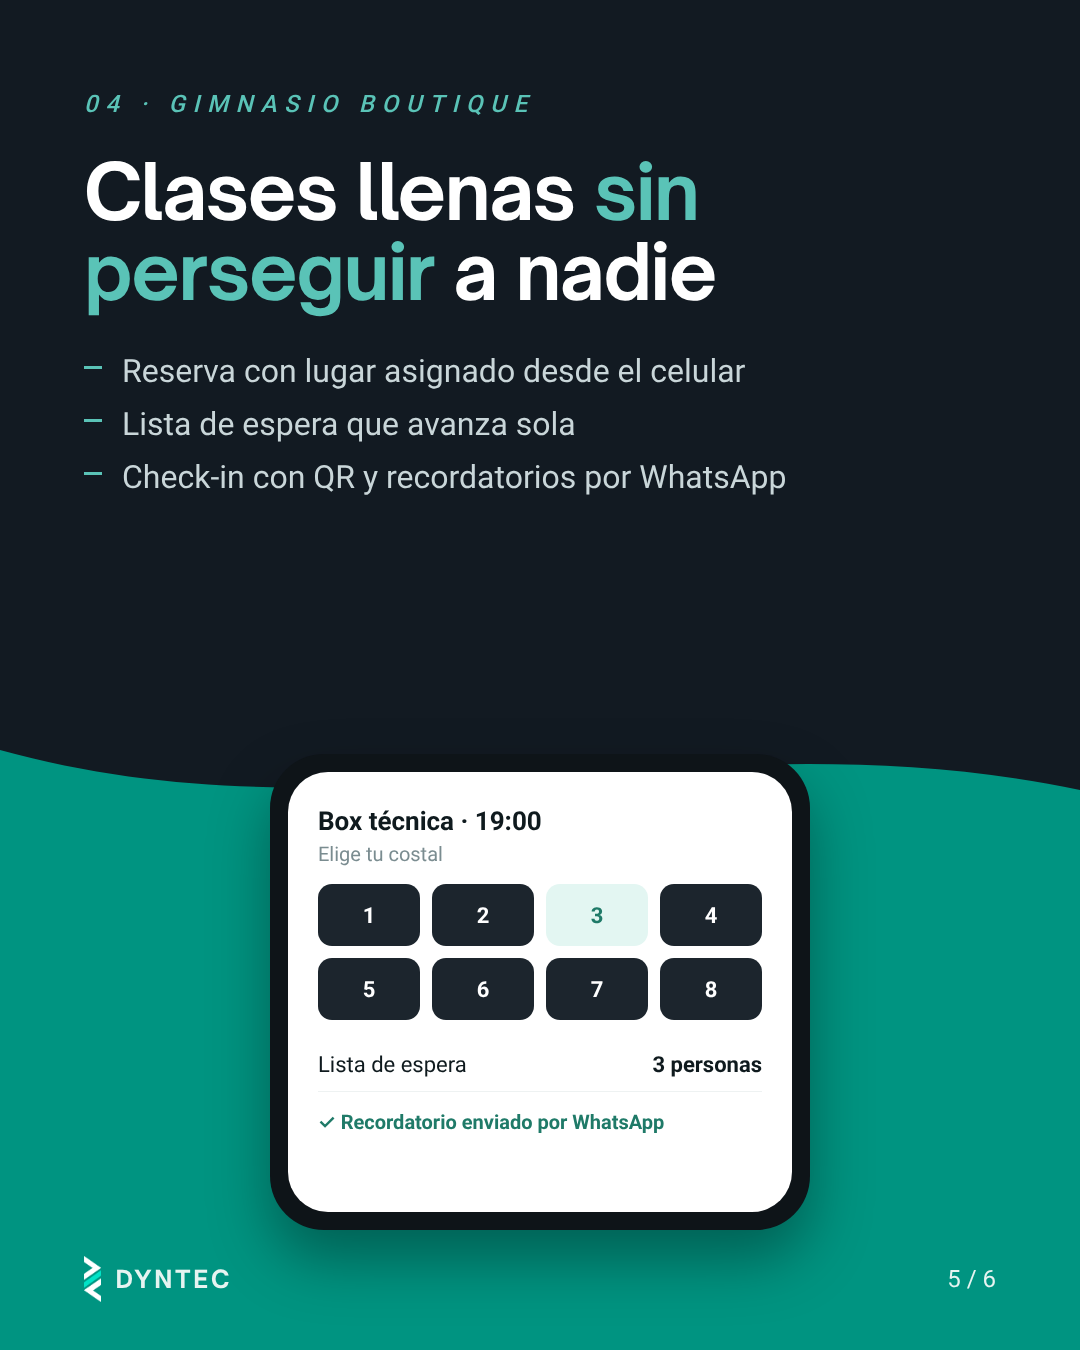 04 · GIMNASIO BOUTIQUE
Clases llenas sin
perseguir a nadie
Reserva con lugar asignado desde el celular
Lista de espera que avanza sola
Check-in con QR y recordatorios por WhatsApp
Box técnica · 19:00
Elige tu costal
1 2 3 4
5 6 7 8
Lista de espera 3 personas
✓ Recordatorio enviado por WhatsApp
DYNTEC 5 / 6